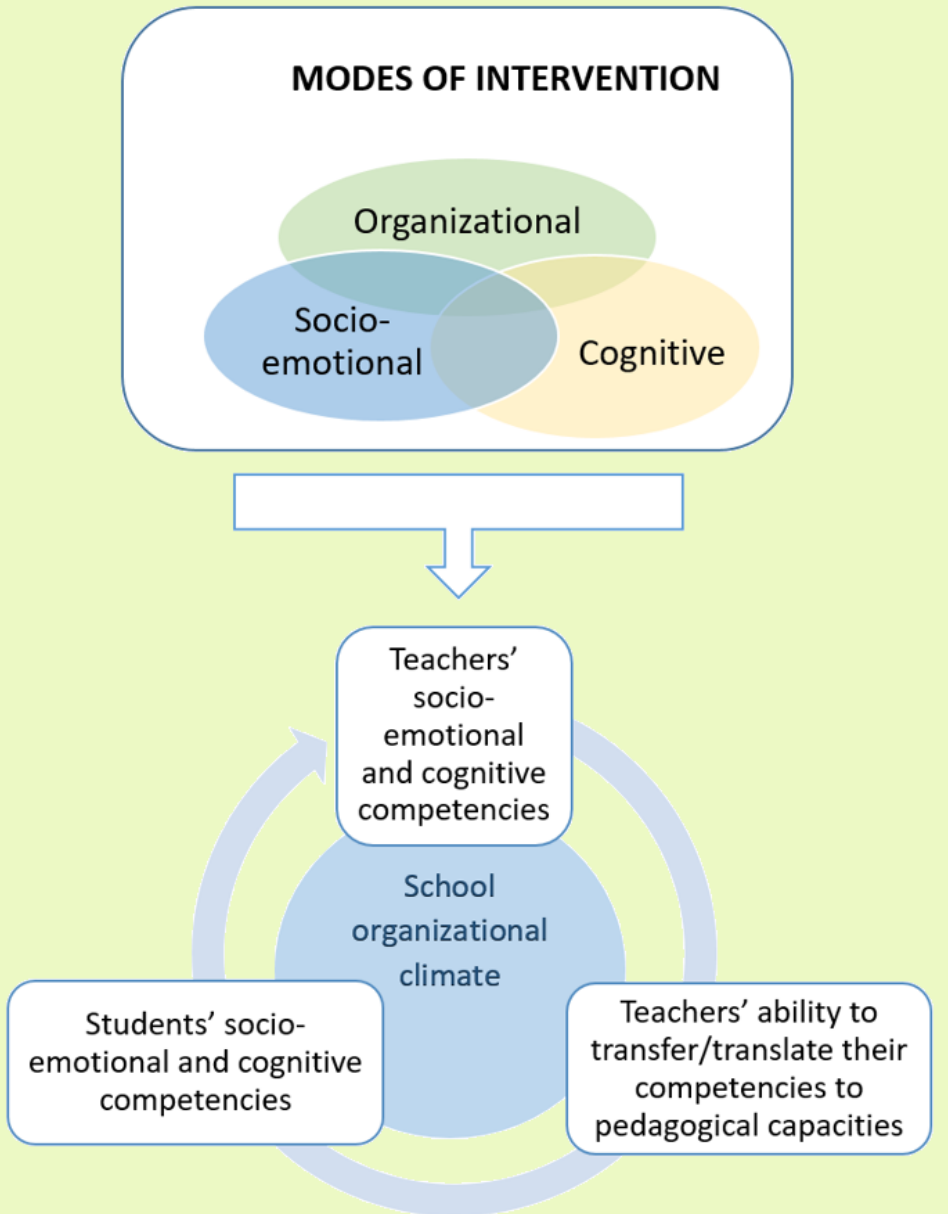 MODES OF INTERVENTION
Organizational
Socio-
emotional
Cognitive
Teachers’
socio-
emotional
and cognitive
competencies
School
organizational
climate
Students’ socio-
emotional and cognitive
competencies
Teachers’ ability to
transfer/translate their
competencies to
pedagogical capacities